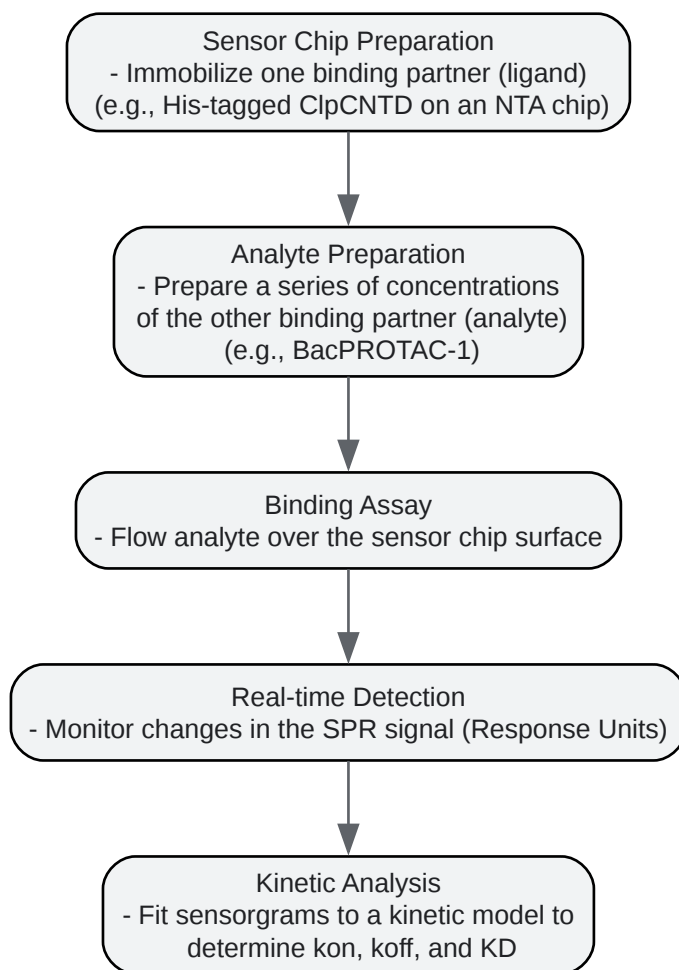 Sensor Chip Preparation
- Immobilize one binding partner (ligand)
(e.g., His-tagged ClpCNTD on an NTA chip)
Analyte Preparation
- Prepare a series of concentrations
of the other binding partner (analyte)
(e.g., BacPROTAC-1)
Binding Assay
- Flow analyte over the sensor chip surface
Real-time Detection
- Monitor changes in the SPR signal (Response Units)
Kinetic Analysis
- Fit sensorgrams to a kinetic model to
determine kon, koff, and KD